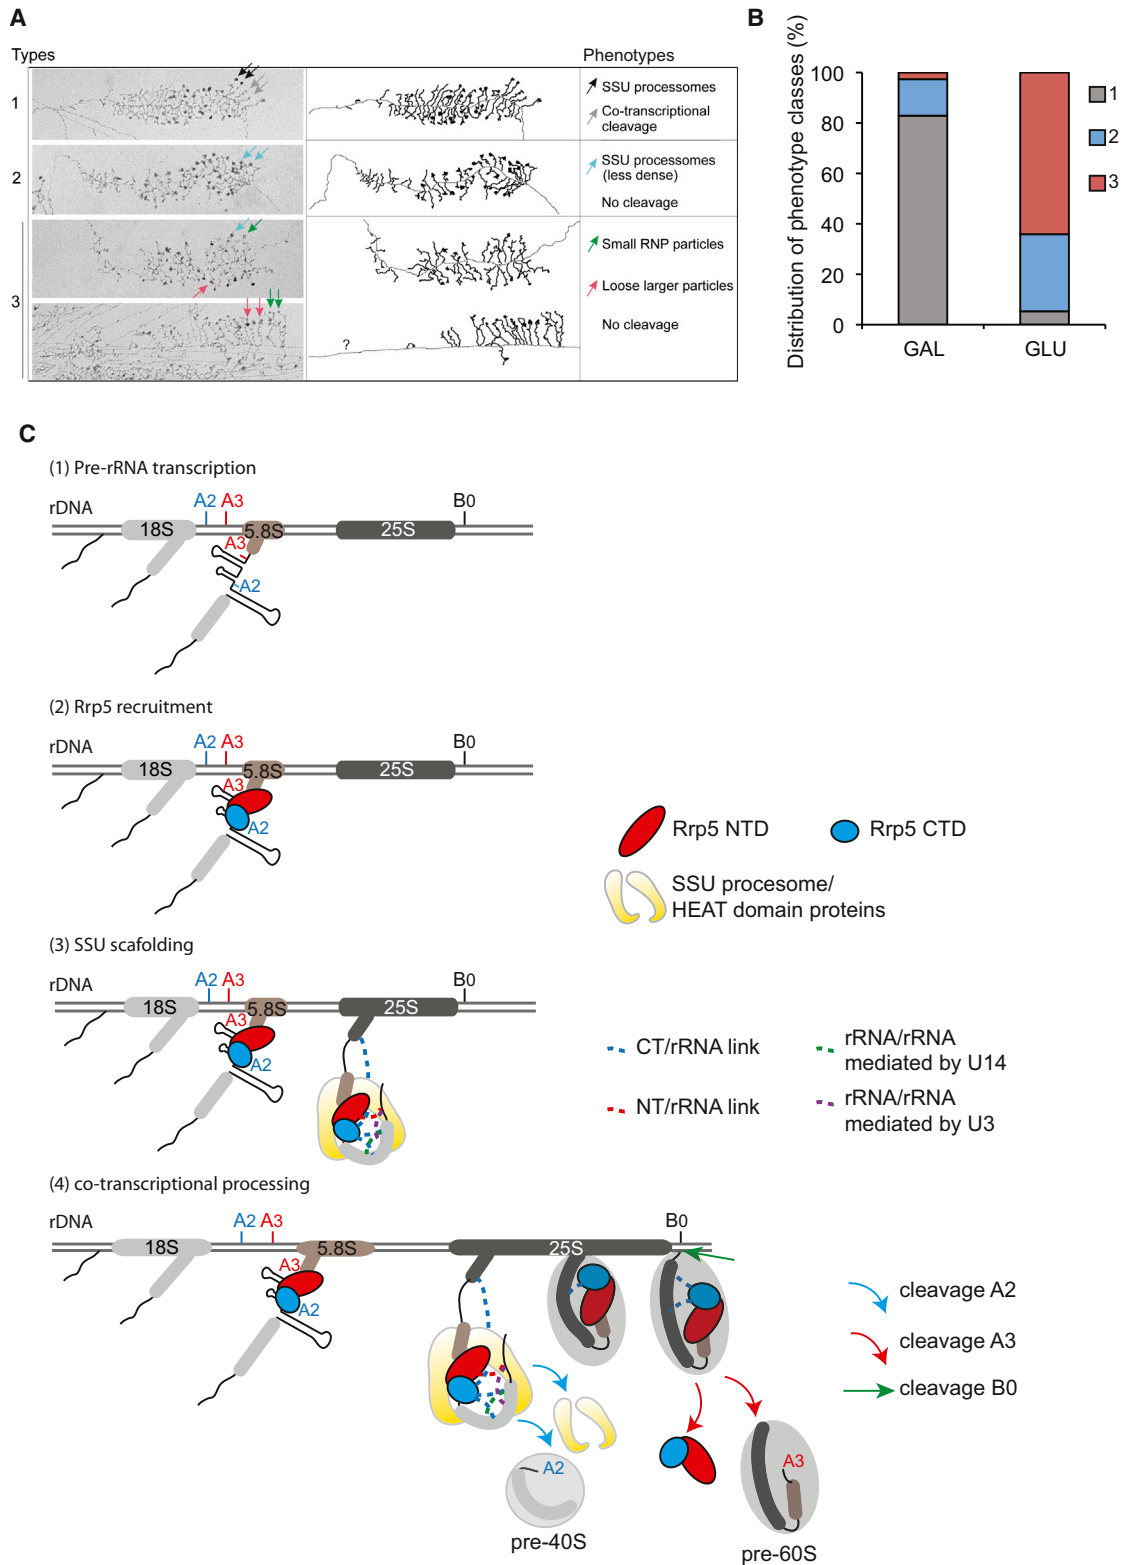 A
Types
Phenotypes
1
SSU processomes
Co-transcriptional
cleavage
2
SSU processomes
(less dense)
No cleavage
3
Small RNP particles
Loose larger particles
No cleavage
?
B
Distribution of phenotype classes (%)
100
80
60
40
20
0
GAL
GLU
1
2
3
C
(1) Pre-rRNA transcription
rDNA
A2 A3
B0
18S
5.8S
25S
A3
A2
(2) Rrp5 recruitment
rDNA
A2 A3
B0
18S
5.8S
25S
A3
A2
Rrp5 NTD
Rrp5 CTD
SSU procesome/
HEAT domain proteins
(3) SSU scafolding
rDNA
A2 A3
B0
18S
5.8S
25S
A3
A2
CT/rRNA link
rRNA/rRNA
mediated by U14
NT/rRNA link
rRNA/rRNA
mediated by U3
(4) co-transcriptional processing
rDNA
A2 A3
B0
18S
5.8S
25S
A3
A2
cleavage A2
cleavage A3
cleavage B0
A2
pre-40S
A3
pre-60S